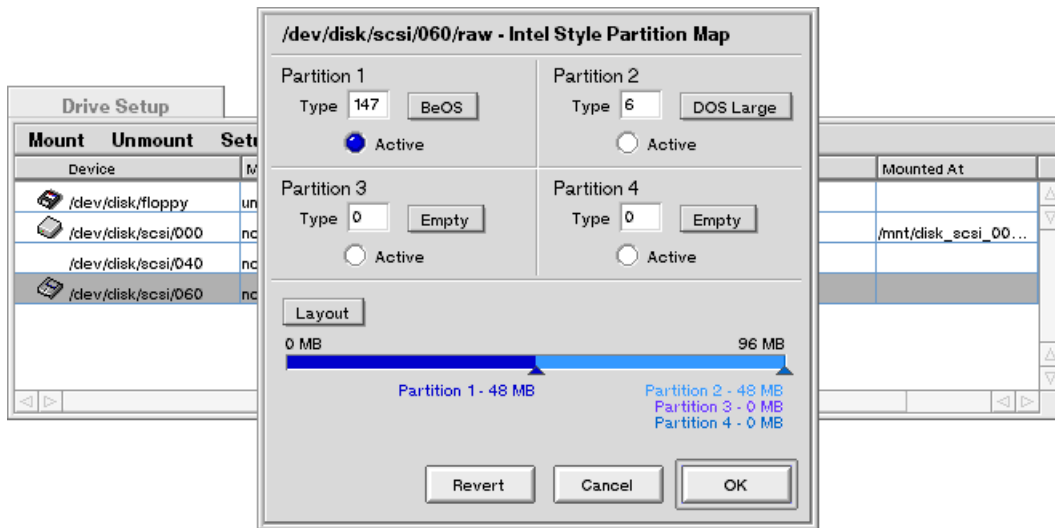 /dev/disk/scsi/060/raw - Intel Style Partition Map
Partition 1
Type 147 BeOS
Active
Partition 2
Type 6 DOS Large
Active
Partition 3
Type 0 Empty
Active
Partition 4
Type 0 Empty
Active
Layout
0 MB 96 MB
Partition 1 - 48 MB
Partition 2 - 48 MB
Partition 3 - 0 MB
Partition 4 - 0 MB
Revert Cancel OK
Drive Setup
Mount Unmount
Device Mounted At
/dev/disk/floppy
/dev/disk/scsi/000 /mnt/disk_scsi_00...
/dev/disk/scsi/040
/dev/disk/scsi/060